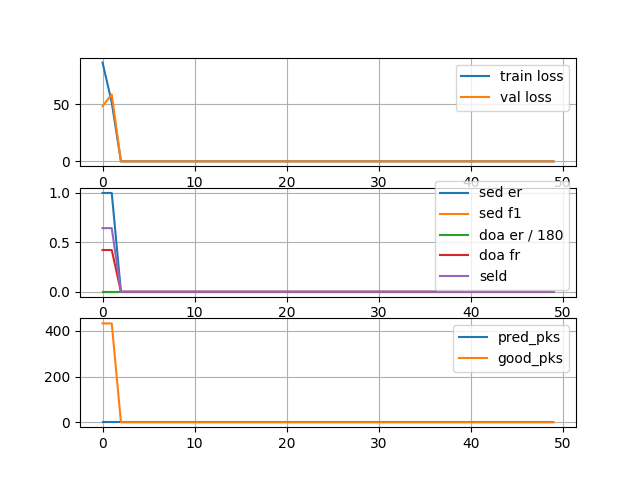 train loss
val loss
50
0
0 10 20 30 40 50
sed er
sed f1
doa er / 180
doa fr
seld
1.0
0.5
0.0
0 10 20 30 40 50
pred_pks
good_pks
400
200
0
0 10 20 30 40 50